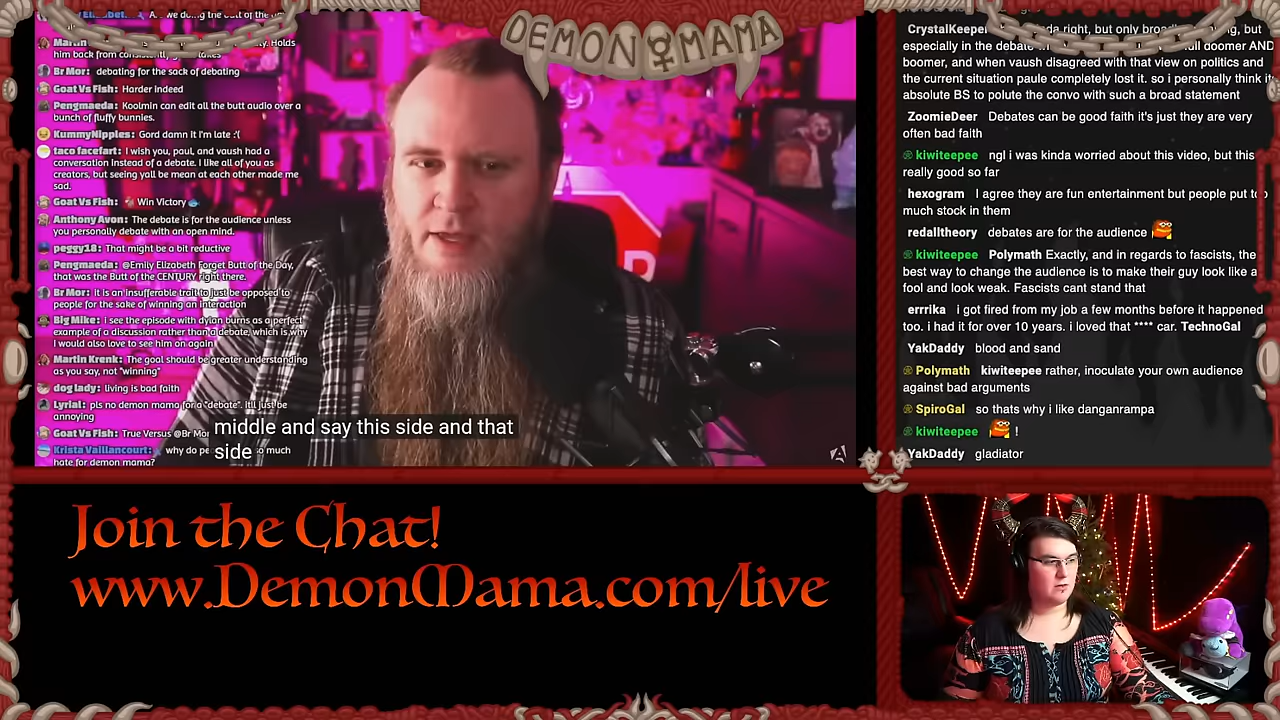 DEMON MAMA
him back from
Br Mor: debating for the sack of debating
Goat Vs Fish: Harder indeed
Pengmaeda: Koolmin can edit all the butt audio over a
bunch of fluffy bunnies.
KummyNipples: Gord damn it I'm late :'(
taco facefart: I wish you, paul, and vaush had a
conversation instead of a debate. I like all of you as
creators, but seeing yall be mean at each other made me
sad.
Goat Vs Fish: Win Victory
Anthony Avon: The debate is for the audience unless
you personally debate with an open mind.
peggy18: That might be a bit reductive
Pengmaeda: @Emily Elizabeth Forget Butt of the Day,
that was the Butt of the CENTURY right there.
Br Mor: It is an insufferable trait to just be opposed to
people for the sake of winning an interaction
Big Mike: I see the episode with dylan burns as a perfect
example of a discussion rather than a debate, which is why
I would also love to see him on again
Martin Krenk: The goal should be greater understanding
as you say, not "winning"
dog lady: living is bad faith
Lyrial: pls no demon mama for a "debate". It'll just be
annoying
Goat Vs Fish: True Versus @Br Mor
Krista Vaillancourt: why do pe so much
hate for demon mama?
middle and say this side and that
side
CrystalKeeper right, but only but
especially in the debate full doomer AND
boomer, and when vaush disagreed with that view on politics and
the current situation paule completely lost it. so i personally think it
absolute BS to polute the convo with such a broad statement
ZoomieDeer Debates can be good faith it's just they are very
often bad faith
kiwiteepee ngl i was kinda worried about this video, but this
really good so far
hexogram I agree they are fun entertainment but people put to
much stock in them
redalltheory debates are for the audience
kiwiteepee Polymath Exactly, and in regards to fascists, the
best way to change the audience is to make their guy look like a
fool and look weak. Fascists cant stand that
errrika i got fired from my job a few months before it happened
too. i had it for over 10 years. i loved that **** car. TechnoGal
YakDaddy blood and sand
Polymath kiwiteepee rather, inoculate your own audience
against bad arguments
SpiroGal so thats why i like danganrampa
kiwiteepee !
YakDaddy gladiator
Join the Chat!
www.DemonMama.com/live